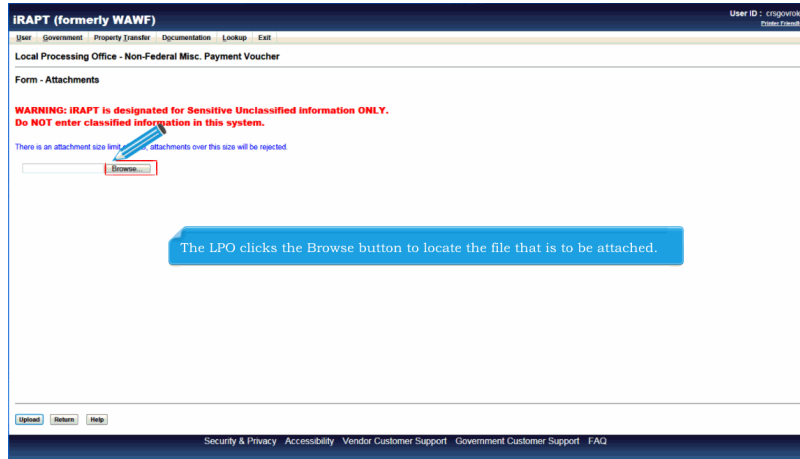 iRAPT (formerly WAWF)
User ID : crsgovrol
Printer Friendl
User Government Property Transfer Documentation Lookup Exit
Local Processing Office - Non-Federal Misc. Payment Voucher
Form - Attachments
WARNING: iRAPT is designated for Sensitive Unclassified information ONLY.
Do NOT enter classified information in this system.
There is an attachment size limit attachments over this size will be rejected.
Browse...
The LPO clicks the Browse button to locate the file that is to be attached.
Upload Return Help
Security & Privacy Accessibility Vendor Customer Support Government Customer Support FAQ